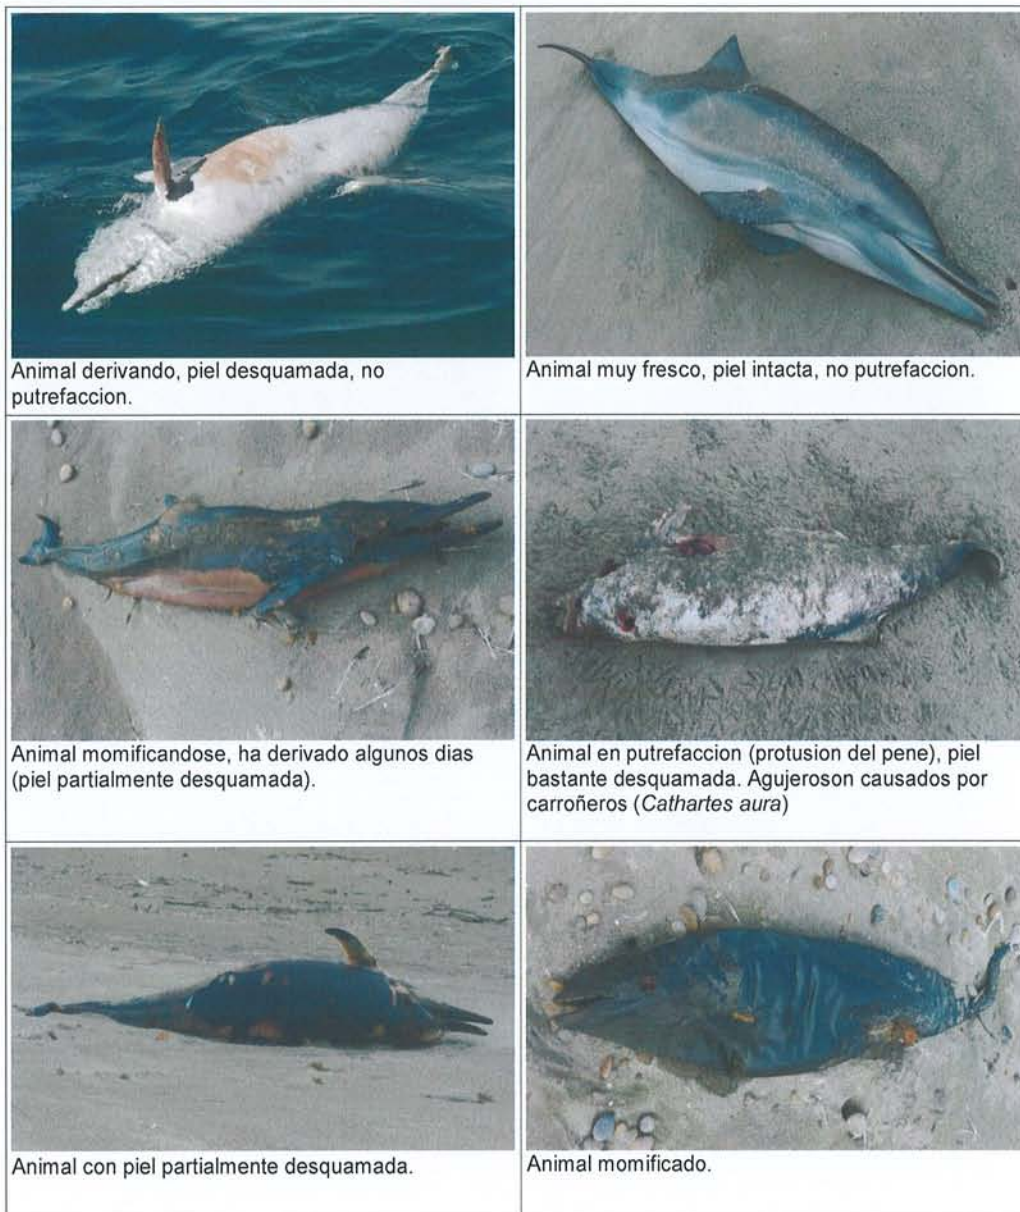 Animal derivando, piel desquamada, no
putrefaccion.
Animal muy fresco, piel intacta, no putrefaccion.
Animal momificandose, ha derivado algunos dias
(piel partialmente desquamada).
Animal en putrefaccion (protusion del pene), piel
bastante desquamada. Agujeroson causados por
carroñeros (Cathartes aura)
Animal con piel partialmente desquamada.
Animal momificado.